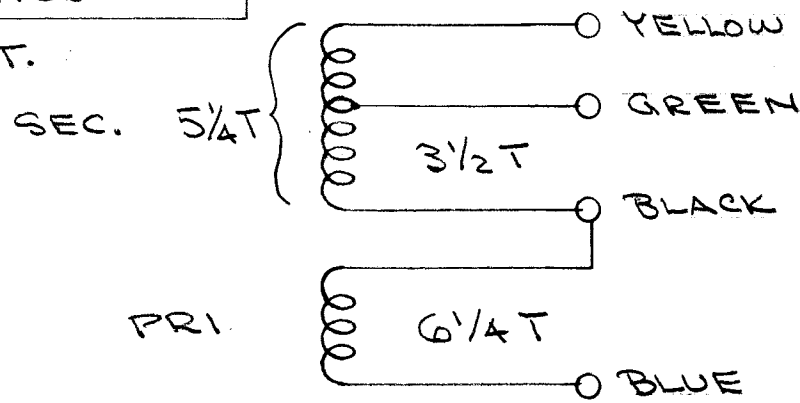 YELLOW
T.
GREEN
SEC. 5¼T
3½T
BLACK
PRI.
6¼T
BLUE